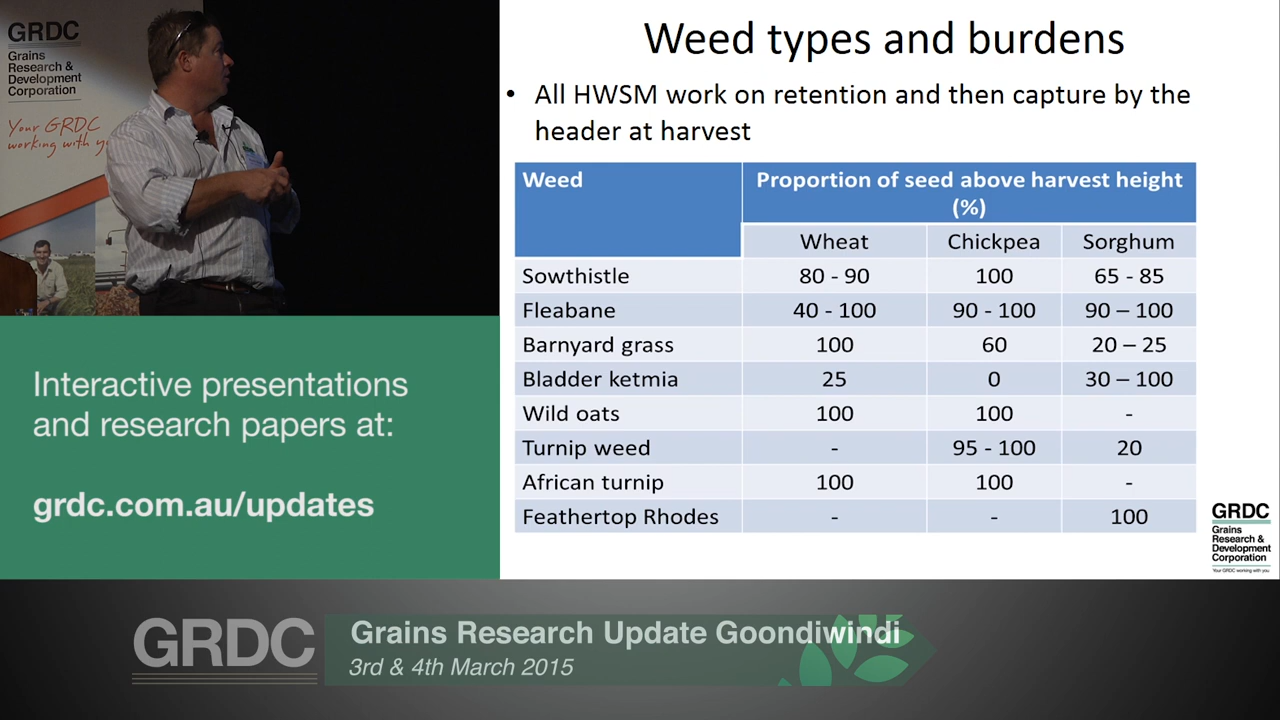 GRDC
Grains
Research &
Development
Corporation
Your GRDC
working with
Interactive presentations
and research papers at:
grdc.com.au/updates
Weed types and burdens
• All HWSM work on retention and then capture by the
header at harvest
Weed Proportion of seed above harvest height
(%)
Wheat Chickpea Sorghum
Sowthistle 80 - 90 100 65 - 85
Fleabane 40 - 100 90 - 100 90 – 100
Barnyard grass 100 60 20 – 25
Bladder ketmia 25 0 30 – 100
Wild oats 100 100 -
Turnip weed - 95 - 100 20
African turnip 100 100 -
Feathertop Rhodes - - 100
GRDC
Grains
Research &
Development
Corporation
Your GRDC working with you
GRDC
Grains Research Update Goondiwindi
3rd & 4th March 2015